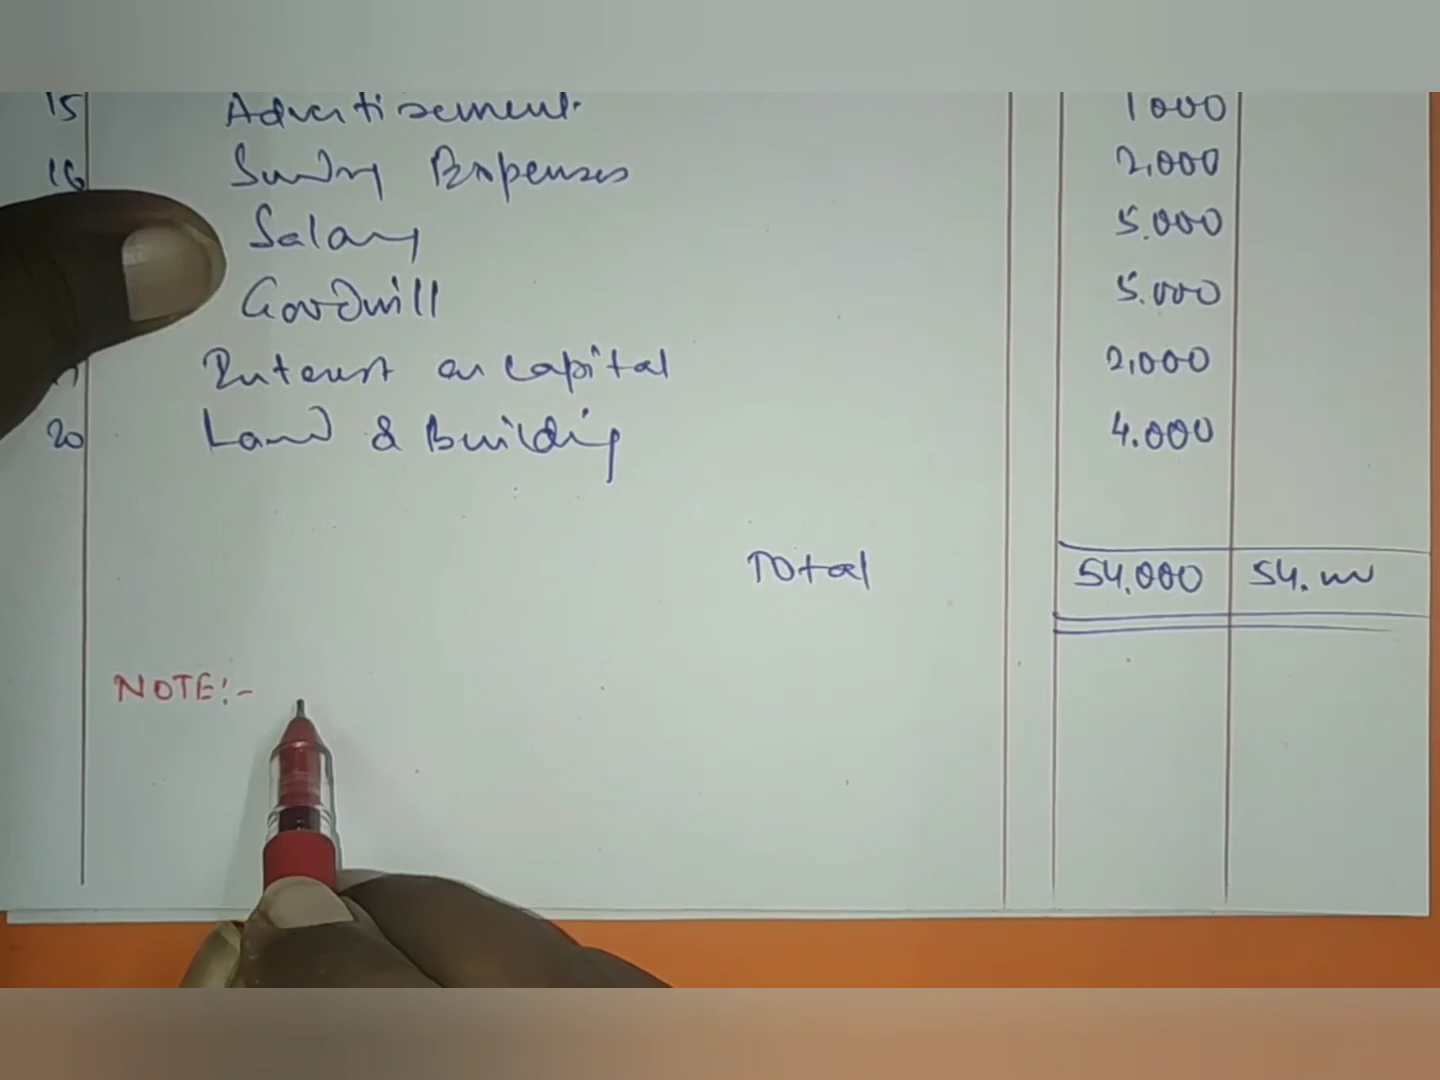 15 Advertisement 1000
16 Sundry Expenses 2,000
Salary 5.000
Goodwill 5.000
Interest on capital 2,000
20 Land & Building 4.000
Total 54.000 54.
NOTE:-